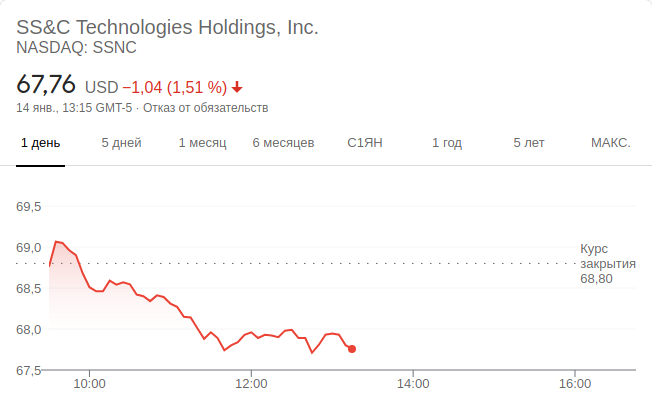 SS&C Technologies Holdings, Inc.
NASDAQ: SSNC
67,76 USD −1,04 (1,51 %)
14 янв., 13:15 GMT-5 · Отказ от обязательств
1 день 5 дней 1 месяц 6 месяцев С1ЯН 1 год 5 лет МАКС.
69,5
69,0
68,5
68,0
67,5
Курс
закрытия
68,80
10:00 12:00 14:00 16:00